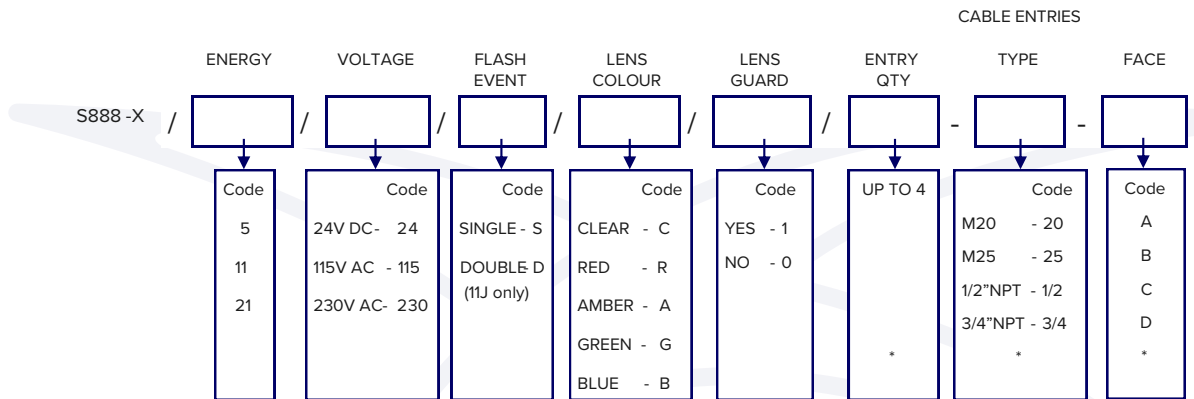 CABLE ENTRIES
ENERGY VOLTAGE FLASH EVENT LENS COLOUR LENS GUARD ENTRY QTY TYPE FACE
S888 -X / / / / / / - -
Code Code Code Code Code UP TO 4 Code Code
5 24V DC- 24 SINGLE - S CLEAR - C YES - 1 M20 - 20 A
11 115V AC - 115 DOUBLE- D RED - R NO - 0 M25 - 25 B
(11J only) 1/2”NPT - 1/2 C
21 230V AC- 230 AMBER - A 3/4”NPT - 3/4 D
GREEN - G * * *
BLUE - B